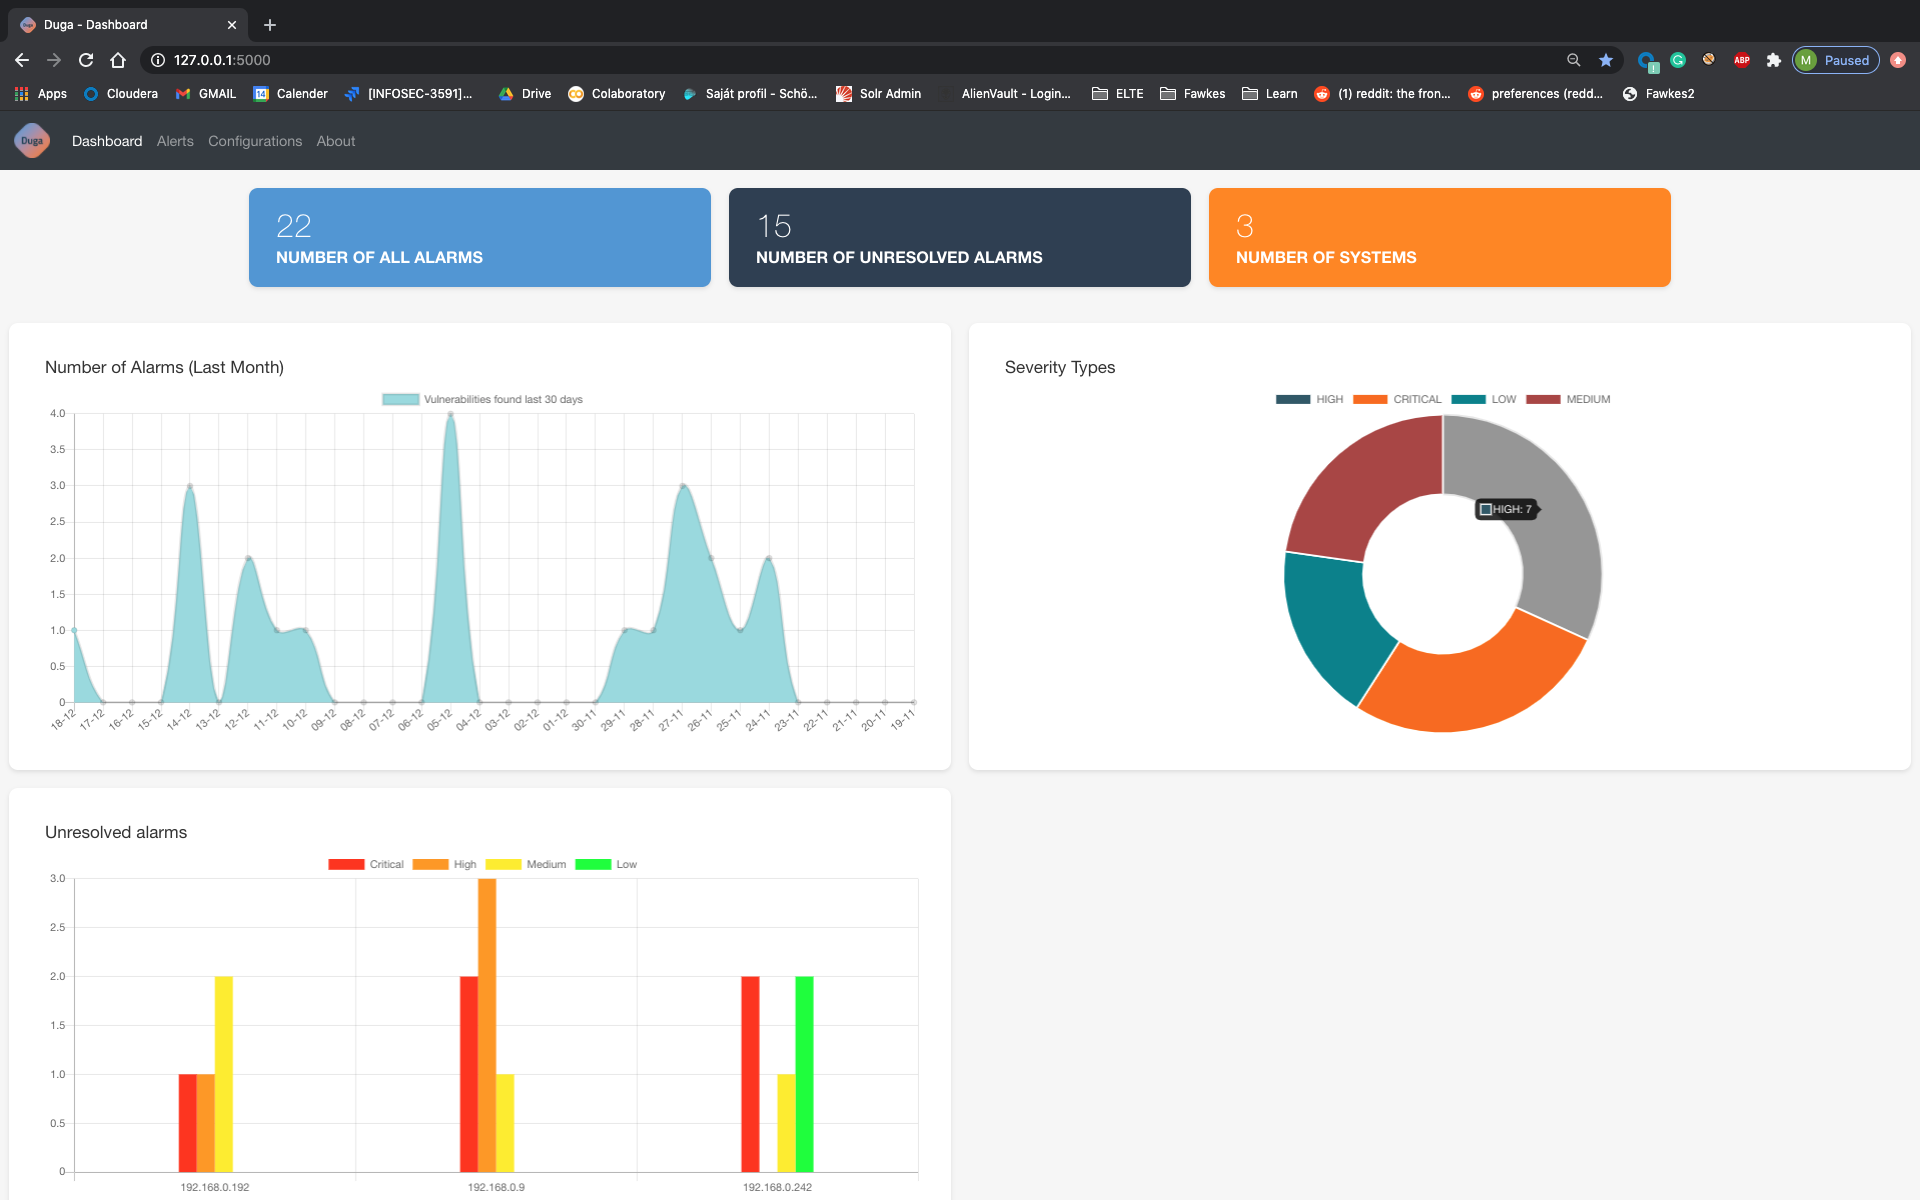 Duga - Dashboard
127.0.0.1:5000
ABP
M Paused
Apps Cloudera GMAIL 14 Calender [INFOSEC-3591]... Drive Colaboratory Saját profil - Schö... Solr Admin AlienVault - Login... ELTE Fawkes Learn (1) reddit: the fron... preferences (redd... Fawkes2
Duga Dashboard Alerts Configurations About
22
NUMBER OF ALL ALARMS
15
NUMBER OF UNRESOLVED ALARMS
3
NUMBER OF SYSTEMS
Number of Alarms (Last Month)
Vulnerabilities found last 30 days
4.0
3.5
3.0
2.5
2.0
1.5
1.0
0.5
0
18-12 17-12 16-12 15-12 14-12 13-12 12-12 11-12 10-12 09-12 08-12 07-12 06-12 05-12 04-12 03-12 02-12 01-12 30-11 29-11 28-11 27-11 26-11 25-11 24-11 23-11 22-11 21-11 20-11 19-11
Severity Types
HIGH CRITICAL LOW MEDIUM
HIGH: 7
Unresolved alarms
Critical High Medium Low
3.0
2.5
2.0
1.5
1.0
0.5
0
192.168.0.192 192.168.0.9 192.168.0.242